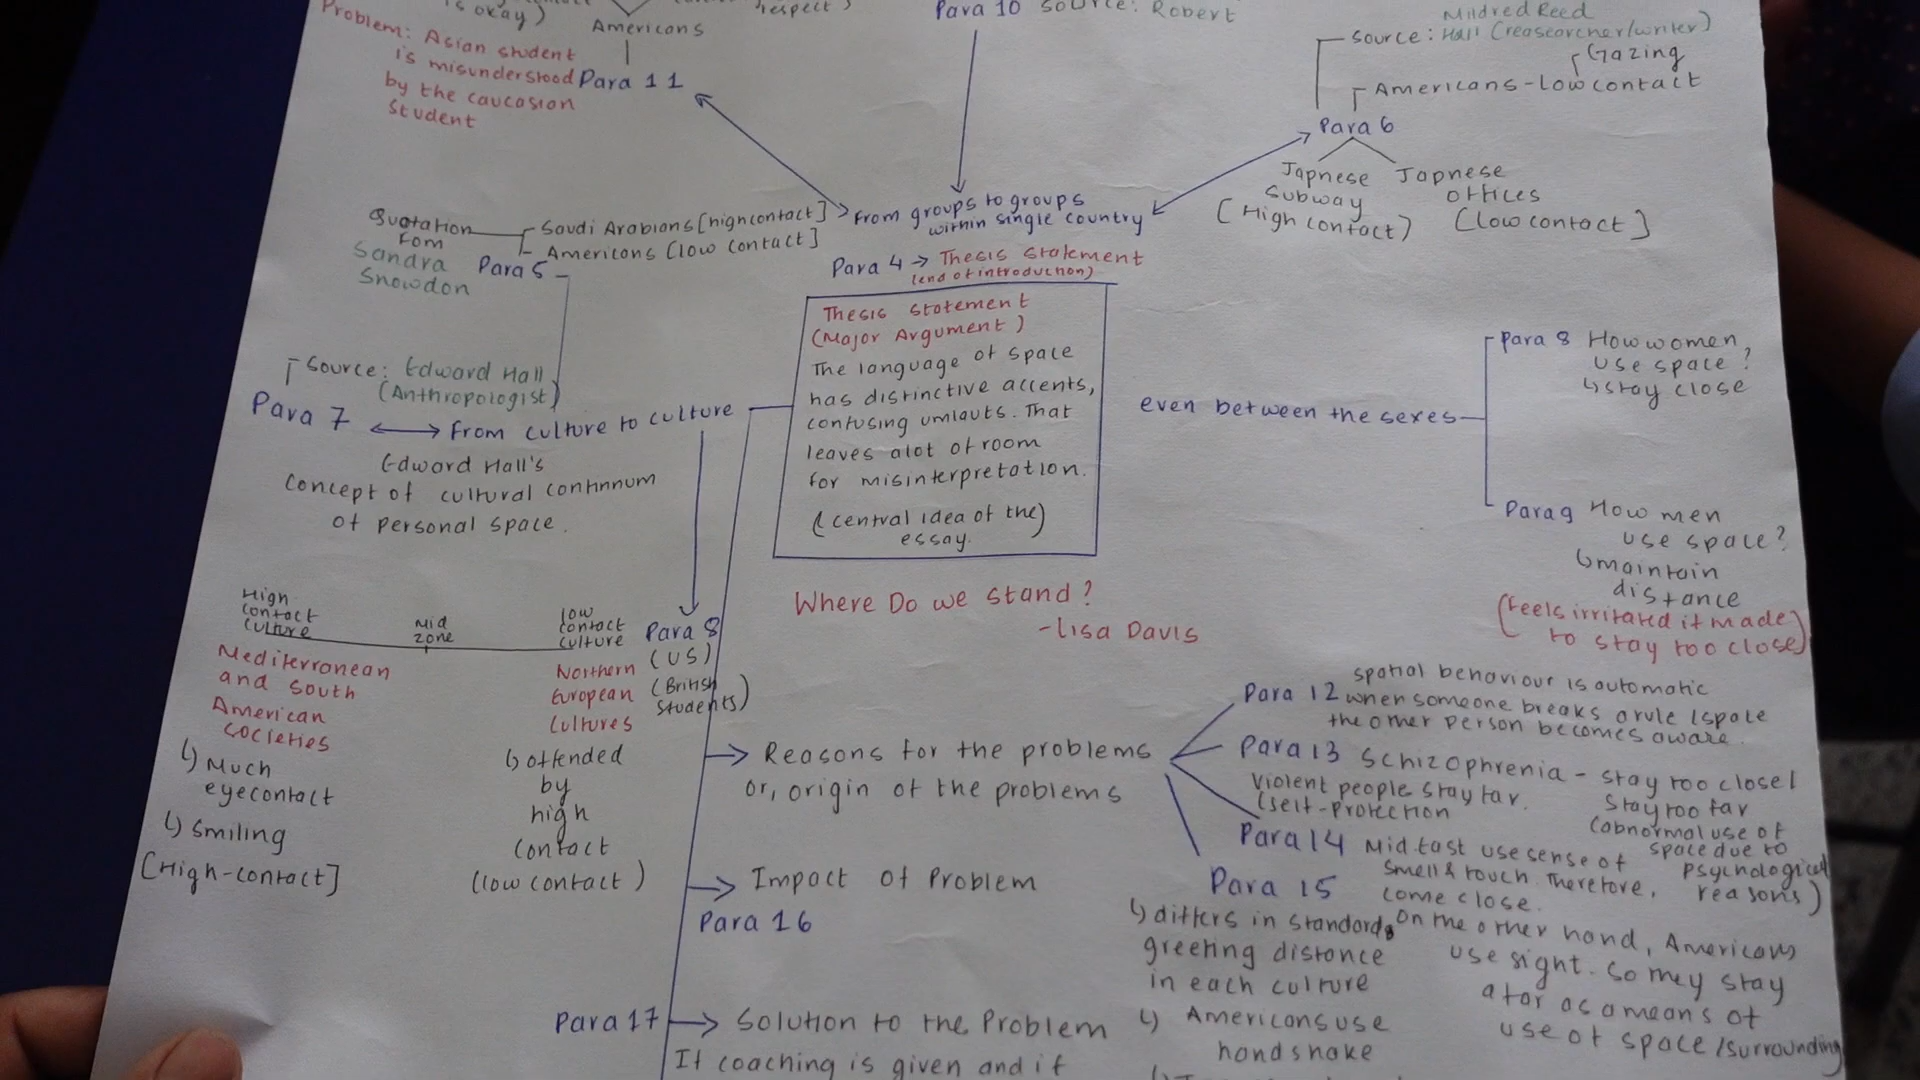 is okay)
Americans
respect)
Problem: Asian student
is misunderstood
by the caucasion
Student
Para 11
Para 10 Source: Robert
Mildred Reed
Source: Hall (reasearcher/writer)
Gazing
Americans - Low contact
Para 6
Japnese
Subway
(High contact)
Japnese
offices
[low contact]
From groups to groups
within single country
Quotation
fom
Sandra
Snowdon
Saudi Arabians [high contact]
Americans [low contact]
Para 5
Para 4 → Thesis Statement
(end of introduction)
Thesis statement
(Major Argument)
The language of space
has distinctive accents,
confusing umlauts. That
leaves alot of room
for misinterpretation.
(central idea of the)
essay.
Source: Edward Hall
(Anthropologist)
Para 7 ↔ From culture to culture
Edward Hall's
concept of cultural continnum
of personal space.
even between the sexes
Para 8 How women
use space?
↳ stay close
Para 9 How men
use space?
↳ maintain
distance
(feels irritated if made)
to stay too close)
Where Do we stand?
- Lisa Davis
High
contact
culture
Mid
zone
low
contact
culture
Mediterranean
and south
American
societies
↳ Much
eyecontact
↳ Smiling
[High-contact]
Northern
European
cultures
↳ offended
by
high
contact
(low contact)
Para 8
(US)
(British
students)
→ Reasons for the problems
or, origin of the problems
Para 12 spatial behaviour is automatic
when someone breaks a rule/space
the other person becomes aware.
Para 13 Schizophrenia - stay too close/
Stay too far
(abnormal use of
space due to
psychological
reasons)
Violent people stay far.
(self-protection
Para 14 Mid East use sense of
smell & touch. Therefore,
come close.
On the other hand, Americans
use sight. So they stay
afar as a means of
use of space/surrounding
Para 15
↳ differs in standards
greeting distance
in each culture
↳ Americans use
handshake
→ Impact of Problem
Para 16
Para 17 → Solution to the Problem
If coaching is given and if